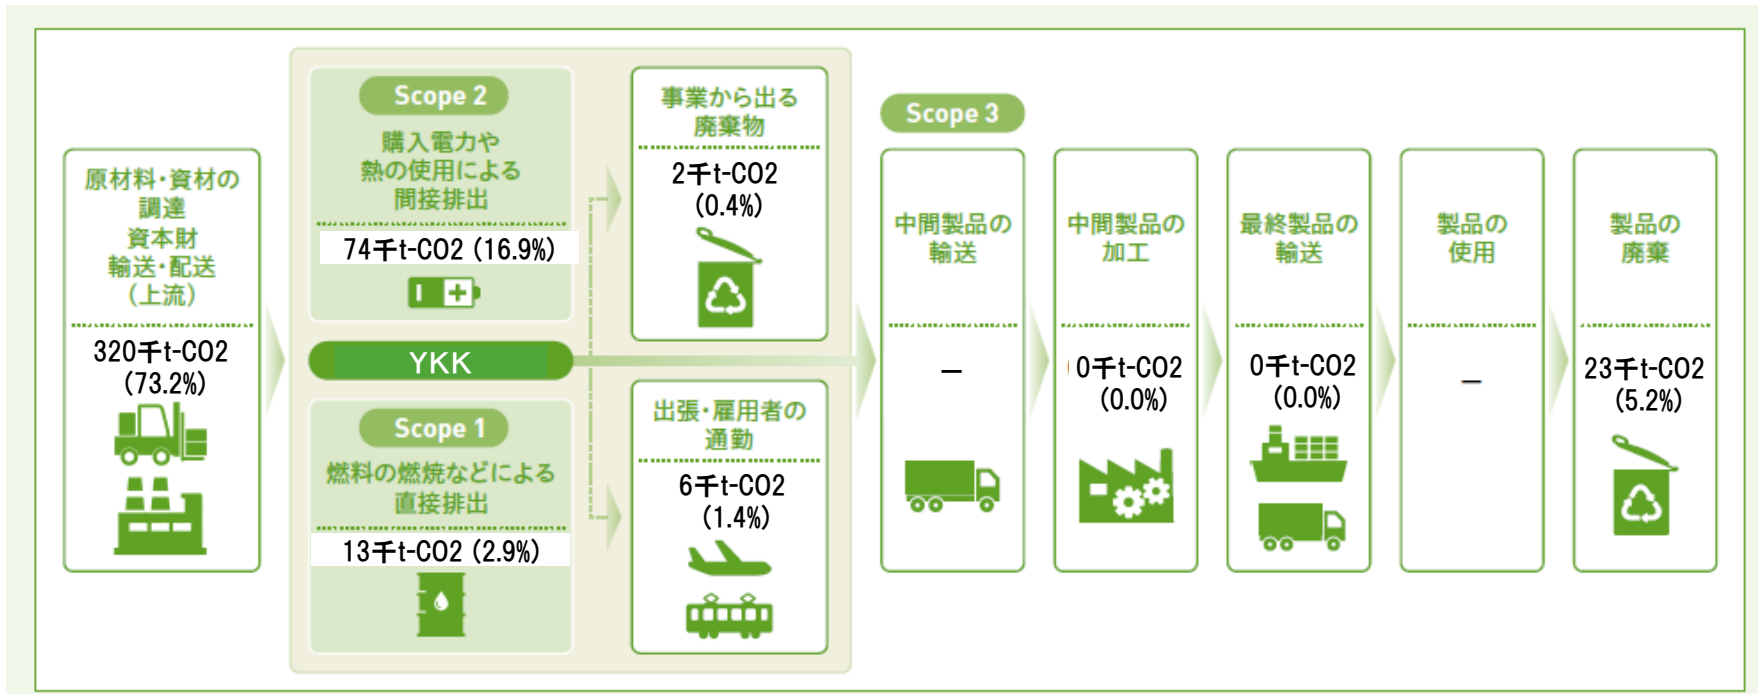 原材料・資材の
調達
資本財
輸送・配送
（上流）
320千t-CO2
(73.2%)
Scope 2
購入電力や
熱の使用による
間接排出
74千t-CO2 (16.9%)
YKK
Scope 1
燃料の燃焼などによる
直接排出
13千t-CO2 (2.9%)
事業から出る
廃棄物
2千t-CO2
(0.4%)
出張・雇用者の
通勤
6千t-CO2
(1.4%)
Scope 3
中間製品の
輸送
—
中間製品の
加工
0千t-CO2
(0.0%)
最終製品の
輸送
0千t-CO2
(0.0%)
製品の
使用
—
製品の
廃棄
23千t-CO2
(5.2%)